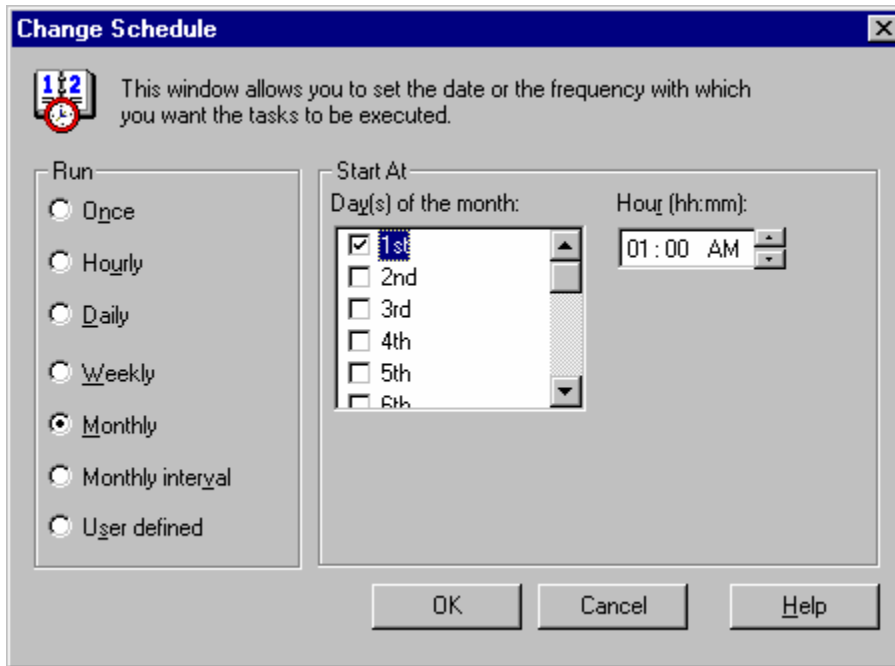 Change Schedule
12
This window allows you to set the date or the frequency with which
you want the tasks to be executed.
Run
Once
Hourly
Daily
Weekly
Monthly
Monthly interval
User defined
Start At
Day(s) of the month:
1st
2nd
3rd
4th
5th
6th
Hour (hh:mm):
01:00 AM
OK
Cancel
Help